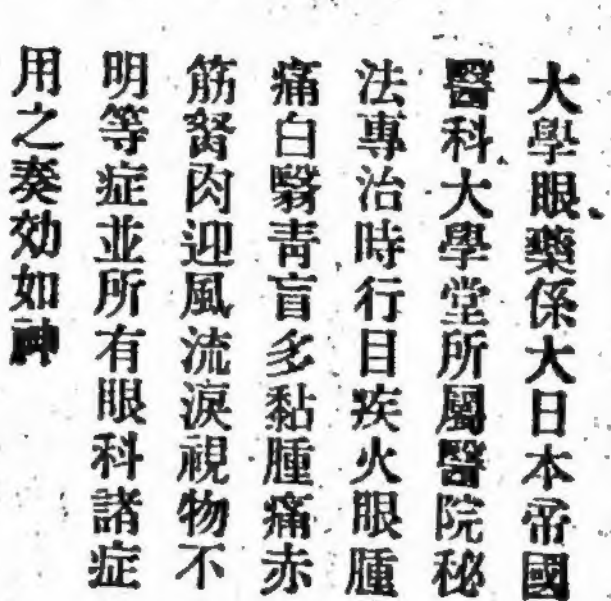 大學眼藥係大日本帝國
醫科大學堂所屬醫院秘
法專治時行目疾火眼腫
痛白翳青盲多黏腫痛赤
筋胬肉迎風流淚視物不
明等症並所有眼科諸症
用之奏効如神